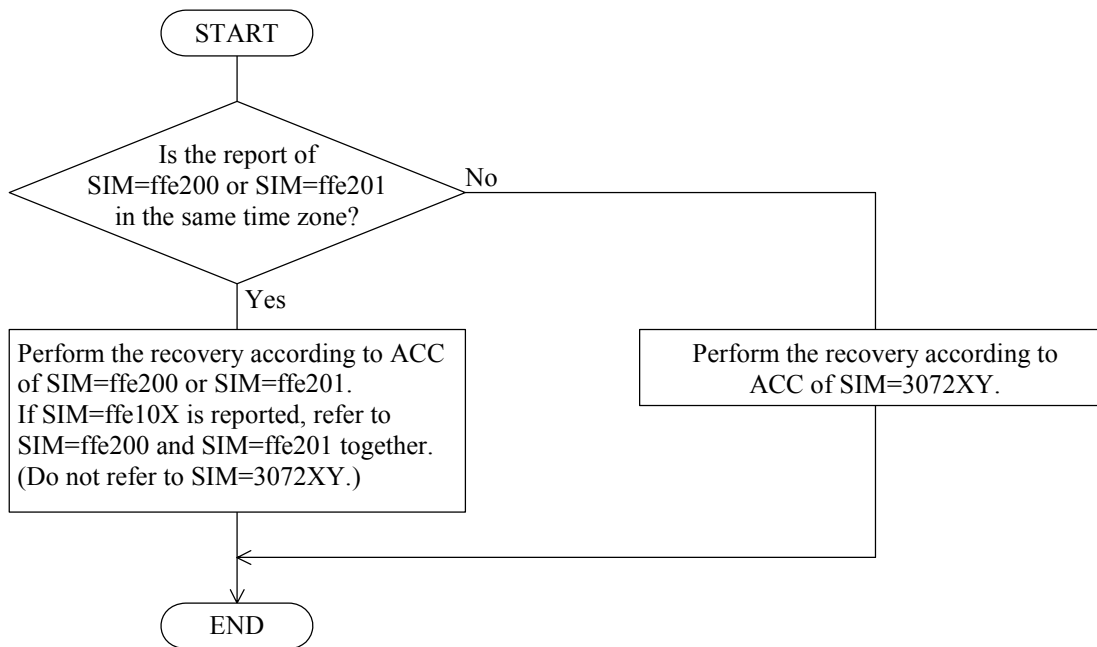 START
Is the report of
SIM=ffe200 or SIM=ffe201
in the same time zone?
No
Yes
Perform the recovery according to ACC
of SIM=ffe200 or SIM=ffe201.
If SIM=ffe10X is reported, refer to
SIM=ffe200 and SIM=ffe201 together.
(Do not refer to SIM=3072XY.)
Perform the recovery according to
ACC of SIM=3072XY.
END